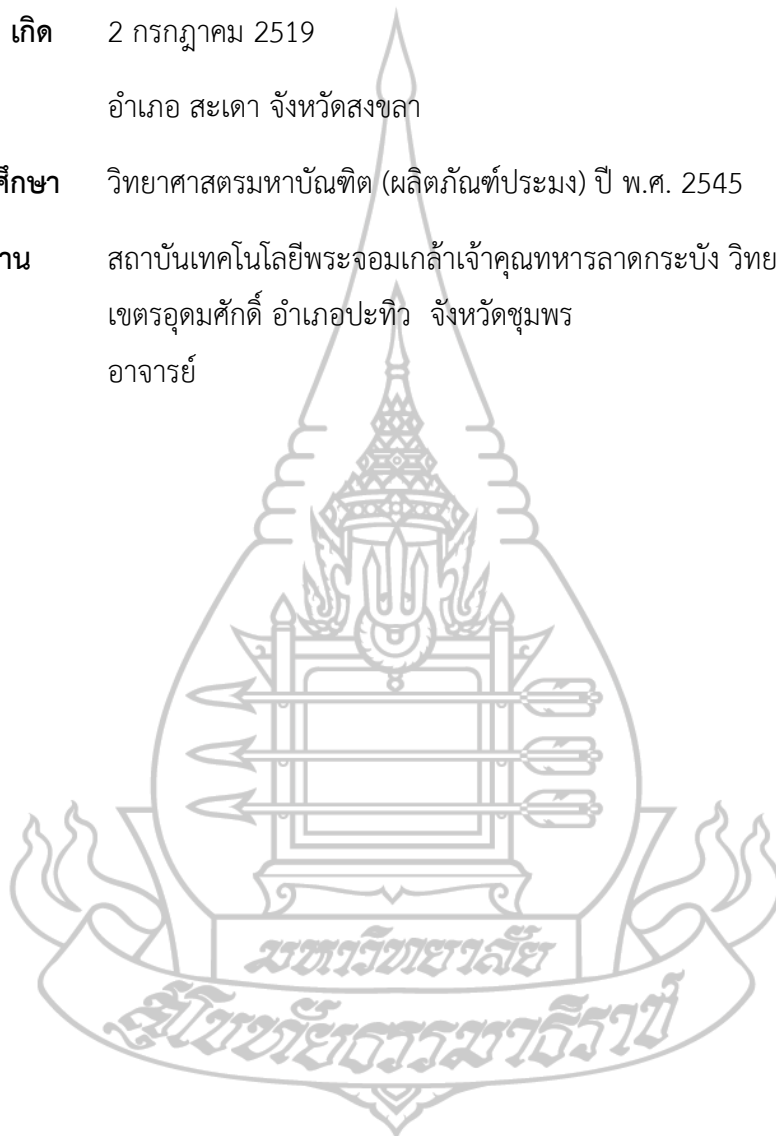 เกิด 2 กรกฎาคม 2519
อำเภอ สะเดา จังหวัดสงขลา
ศึกษา วิทยาศาสตรมหาบัณฑิต (ผลิตภัณฑ์ประมง) ปี พ.ศ. 2545
าน สถาบันเทคโนโลยีพระจอมเกล้าเจ้าคุณทหารลาดกระบัง วิทย
เขตรอุดมศักดิ์ อำเภอปะทิว จังหวัดชุมพร
อาจารย์
มหาวิทยาลัย
สุโขทัยธรรมาธิราช